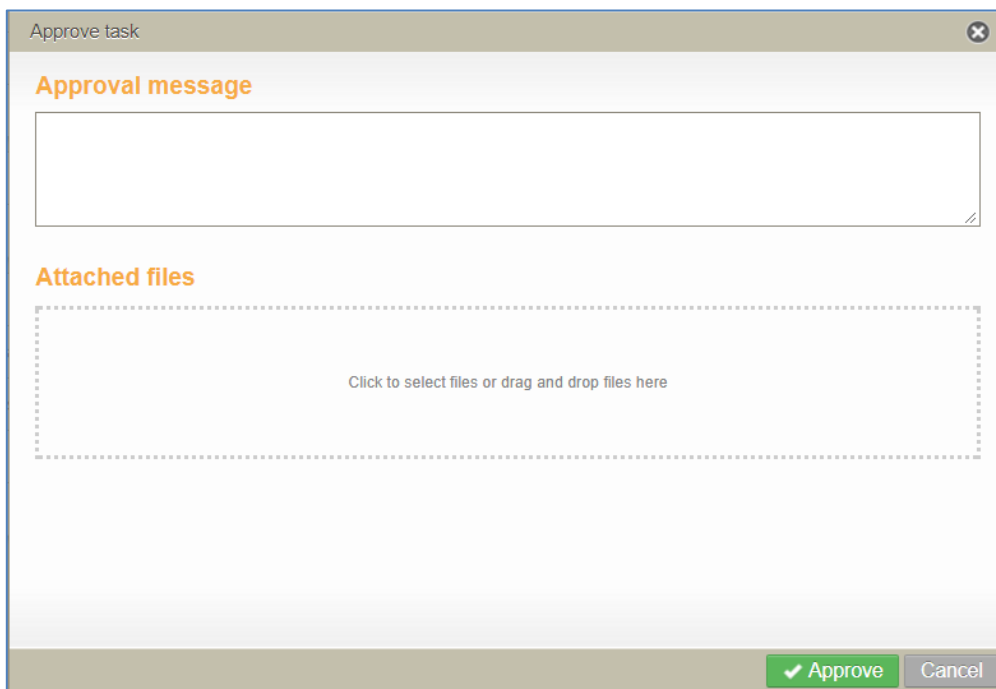 Approve task
Approval message
Attached files
Click to select files or drag and drop files here
Approve
Cancel